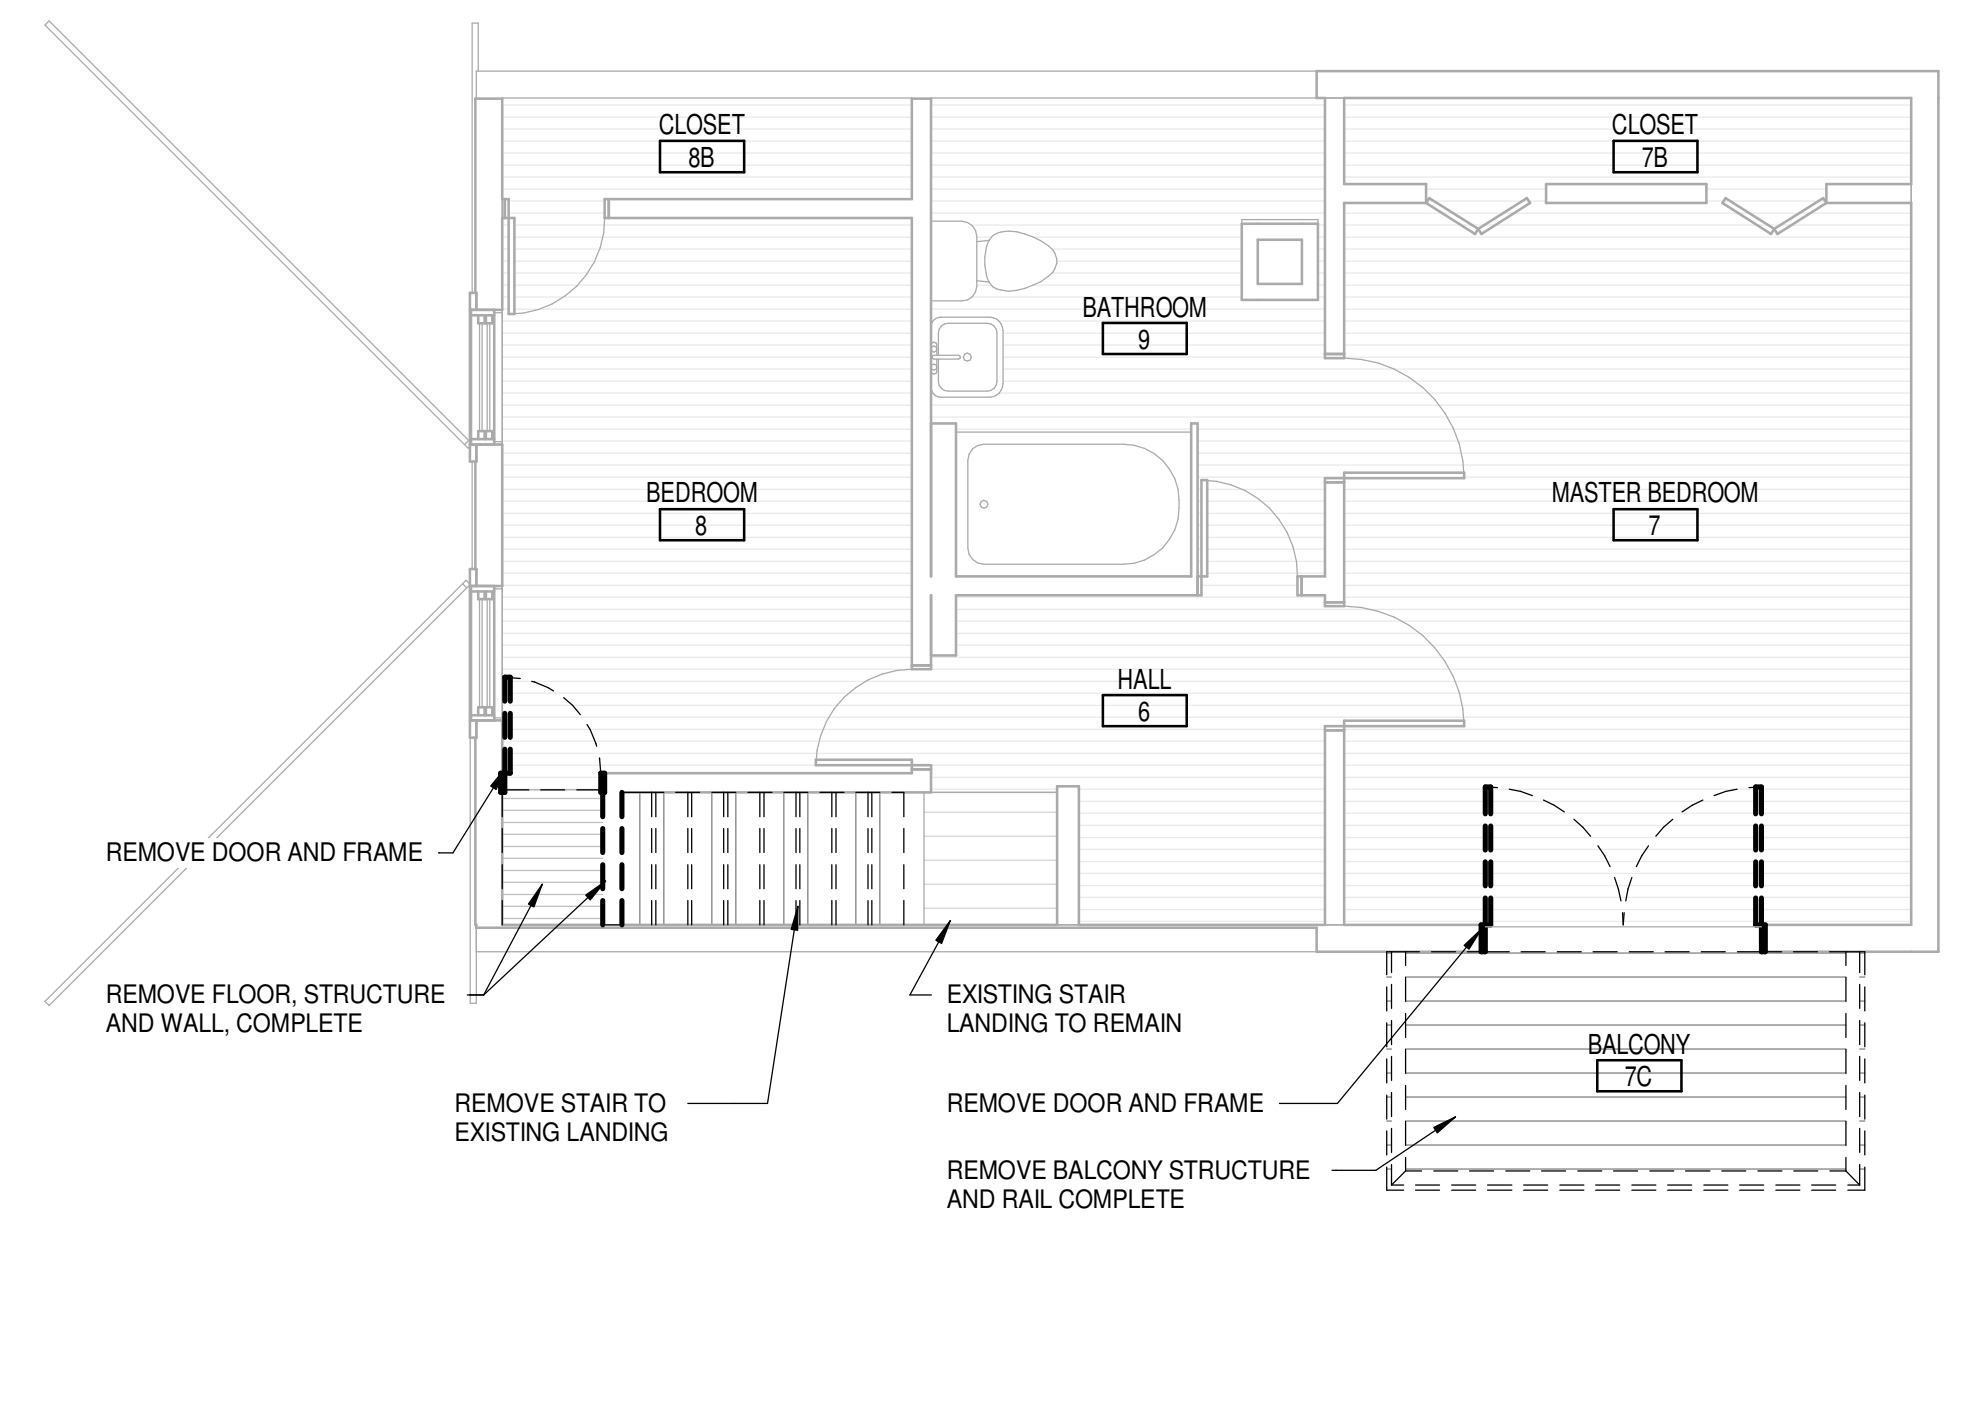 CLOSET
8B
CLOSET
7B
BATHROOM
9
BEDROOM
8
MASTER BEDROOM
7
HALL
6
REMOVE DOOR AND FRAME
REMOVE FLOOR, STRUCTURE
AND WALL, COMPLETE
EXISTING STAIR
LANDING TO REMAIN
BALCONY
7C
REMOVE STAIR TO
EXISTING LANDING
REMOVE DOOR AND FRAME
REMOVE BALCONY STRUCTURE
AND RAIL COMPLETE